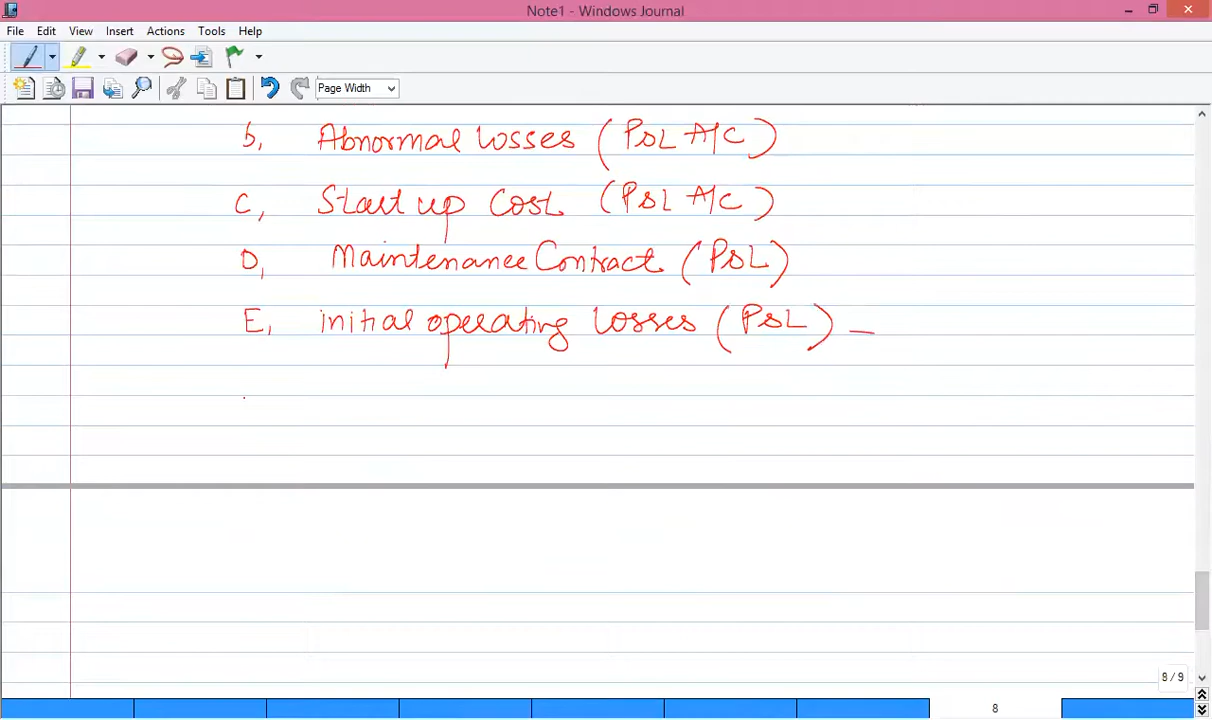 Note1 - Windows Journal
File Edit View Insert Actions Tools Help
Page Width
b, Abnormal losses (P&L A/C)
C, Start up Cost (P&L A/C)
D, Maintenance Contract (P&L)
E, initial operating losses (P&L) —
8 / 9
8